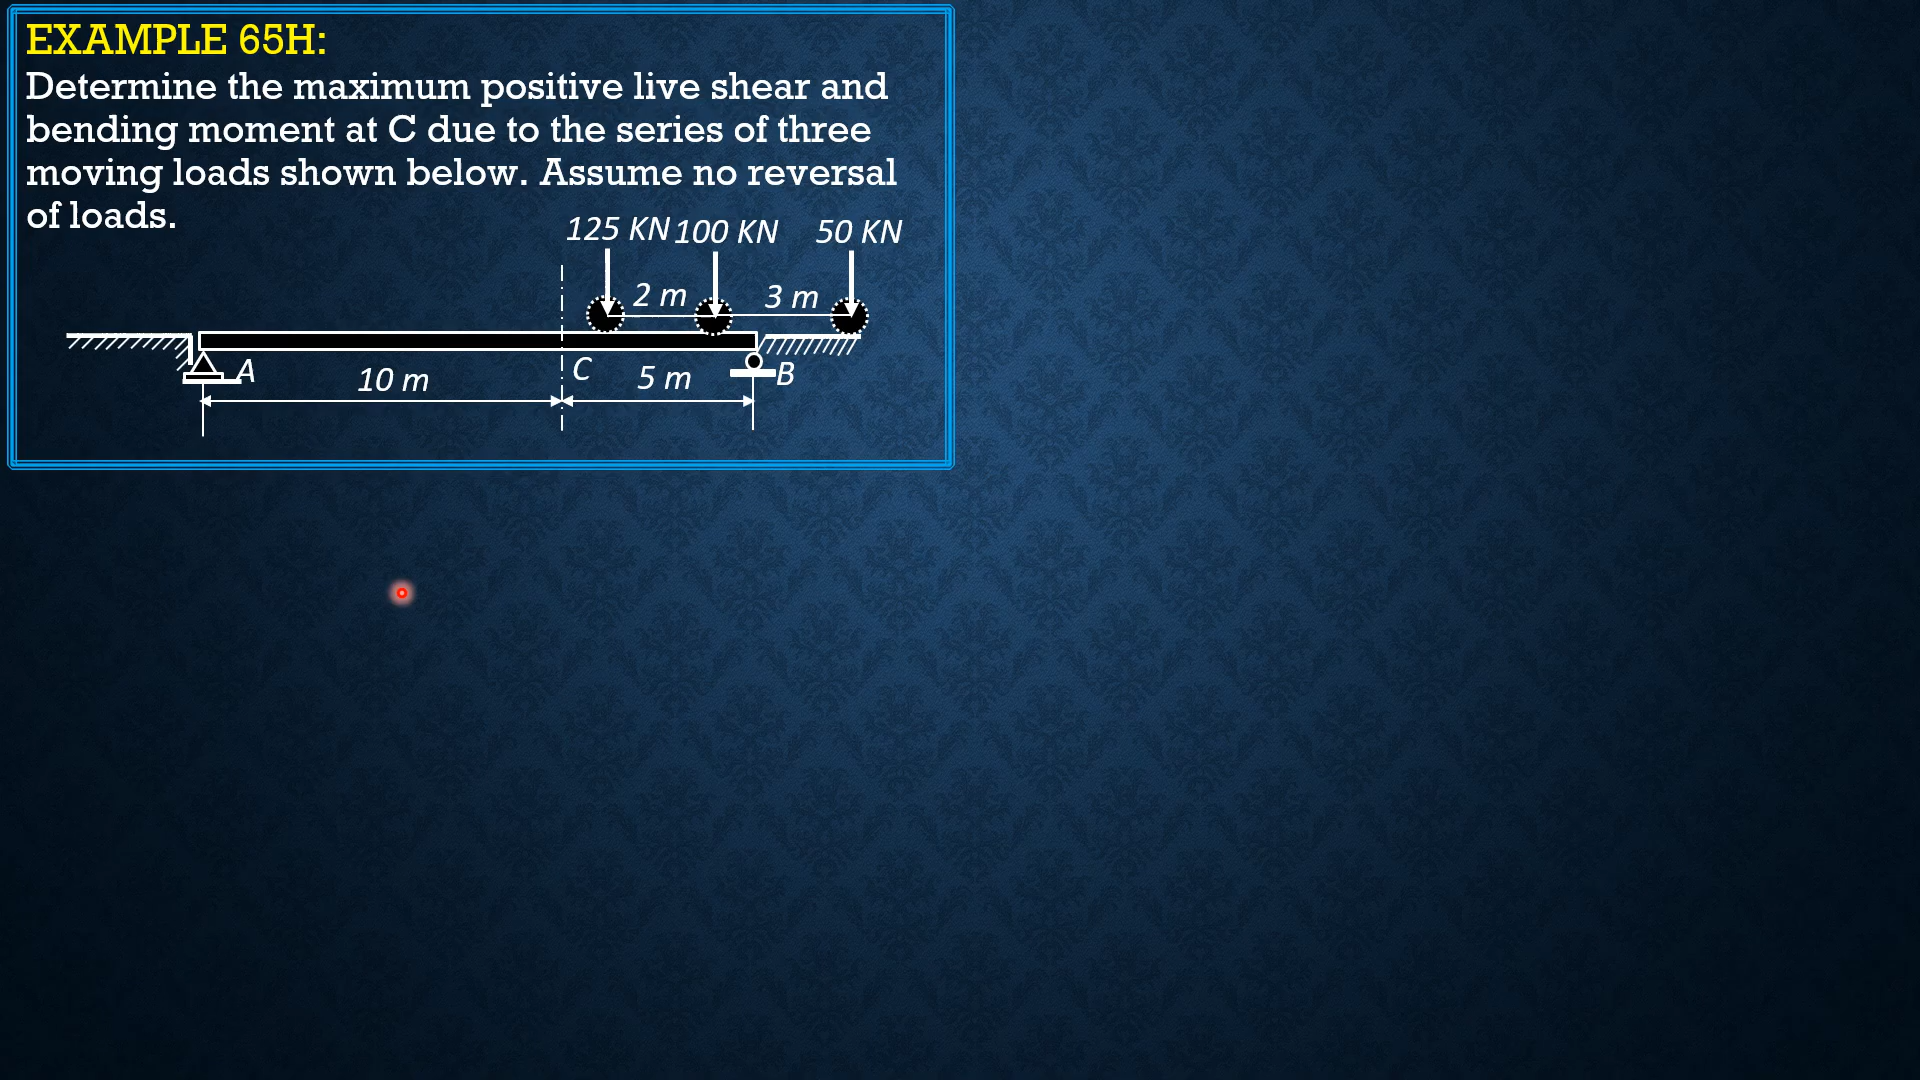 EXAMPLE 65H:
Determine the maximum positive live shear and
bending moment at C due to the series of three
moving loads shown below. Assume no reversal
of loads.
125 KN 100 KN 50 KN
2 m 3 m
A 10 m C 5 m B